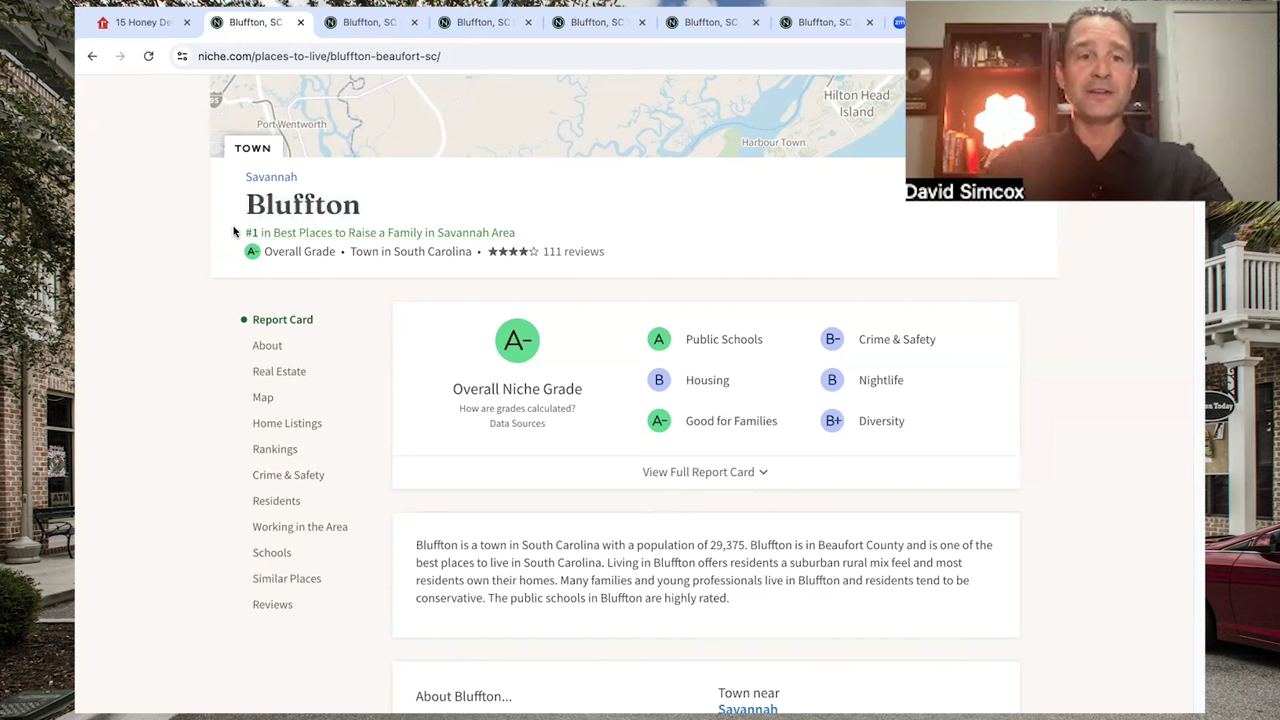 15 Honey De
Bluffton, SC
Bluffton, SC
Bluffton, SC
Bluffton, SC
Bluffton, SC
Bluffton, SC
zm
niche.com/places-to-live/bluffton-beaufort-sc/
95
Port Wentworth
Hilton Head
Island
Harbour Town
David Simcox
TOWN
Savannah
Bluffton
#1 in Best Places to Raise a Family in Savannah Area
A- Overall Grade • Town in South Carolina • ★★★★☆ 111 reviews
Report Card
About
Real Estate
Map
Home Listings
Rankings
Crime & Safety
Residents
Working in the Area
Schools
Similar Places
Reviews
A-
Overall Niche Grade
How are grades calculated?
Data Sources
A Public Schools
B Housing
A- Good for Families
B- Crime & Safety
B Nightlife
B+ Diversity
View Full Report Card
Bluffton is a town in South Carolina with a population of 29,375. Bluffton is in Beaufort County and is one of the
best places to live in South Carolina. Living in Bluffton offers residents a suburban rural mix feel and most
residents own their homes. Many families and young professionals live in Bluffton and residents tend to be
conservative. The public schools in Bluffton are highly rated.
About Bluffton...
Town near
Savannah
ATM
on Today